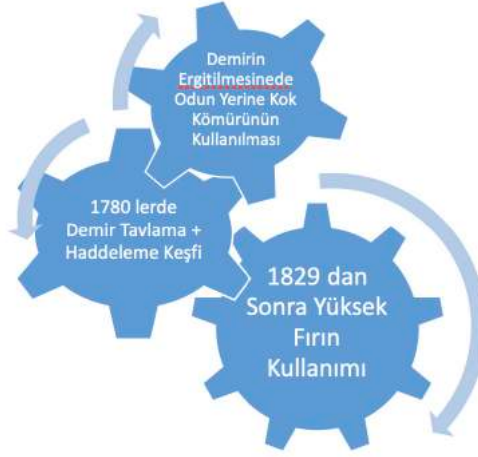 Demirin
Ergitilmesinede
Odun Yerine Kok
Kömürünün
Kullanılması
1780 lerde
Demir Tavlama +
Haddeleme Keşfi
1829 dan
Sonra Yüksek
Fırın
Kullanımı